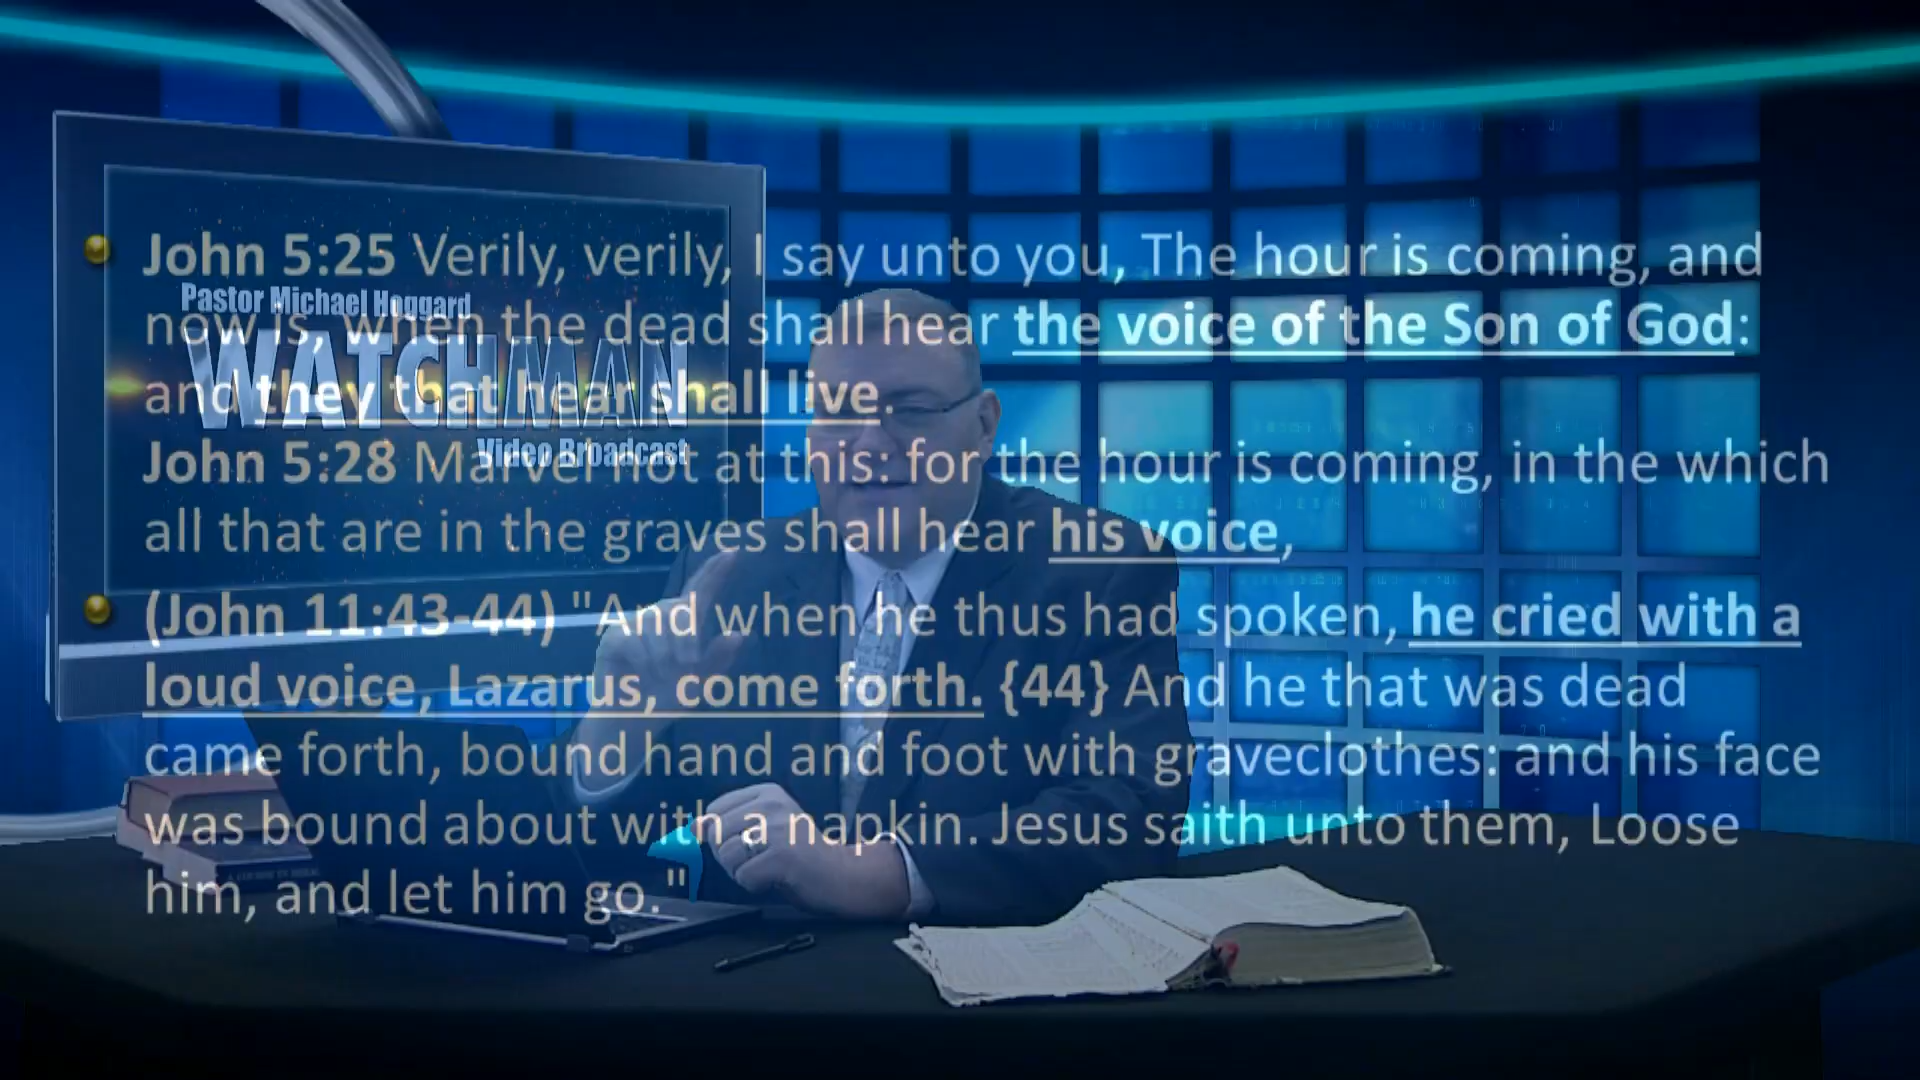 John 5:25 Verily, verily, I say unto you, The hour is coming, and
now is, when the dead shall hear the voice of the Son of God:
and they that hear shall live.
John 5:28 Marvel not at this: for the hour is coming, in the which
all that are in the graves shall hear his voice,
(John 11:43-44) "And when he thus had spoken, he cried with a
loud voice, Lazarus, come forth. {44} And he that was dead
came forth, bound hand and foot with graveclothes: and his face
was bound about with a napkin. Jesus saith unto them, Loose
him, and let him go."
Pastor Michael Hoggard
WATCHMAN
Video Broadcast